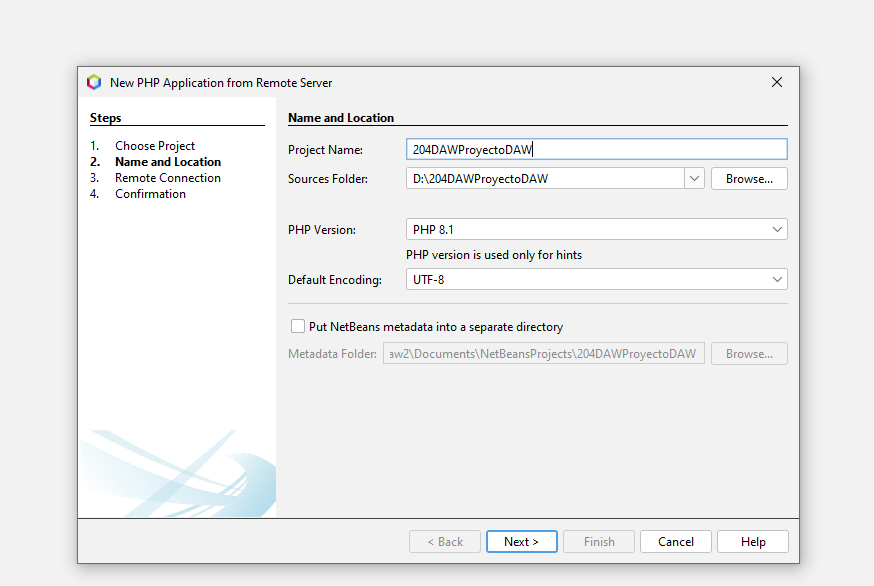 New PHP Application from Remote Server
Steps
1. Choose Project
2. Name and Location
3. Remote Connection
4. Confirmation
Name and Location
Project Name: 204DAWProyectoDAW
Sources Folder: D:\204DAWProyectoDAW Browse...
PHP Version: PHP 8.1
PHP version is used only for hints
Default Encoding: UTF-8
Put NetBeans metadata into a separate directory
Metadata Folder: aw2\Documents\NetBeansProjects\204DAWProyectoDAW Browse...
< Back Next > Finish Cancel Help